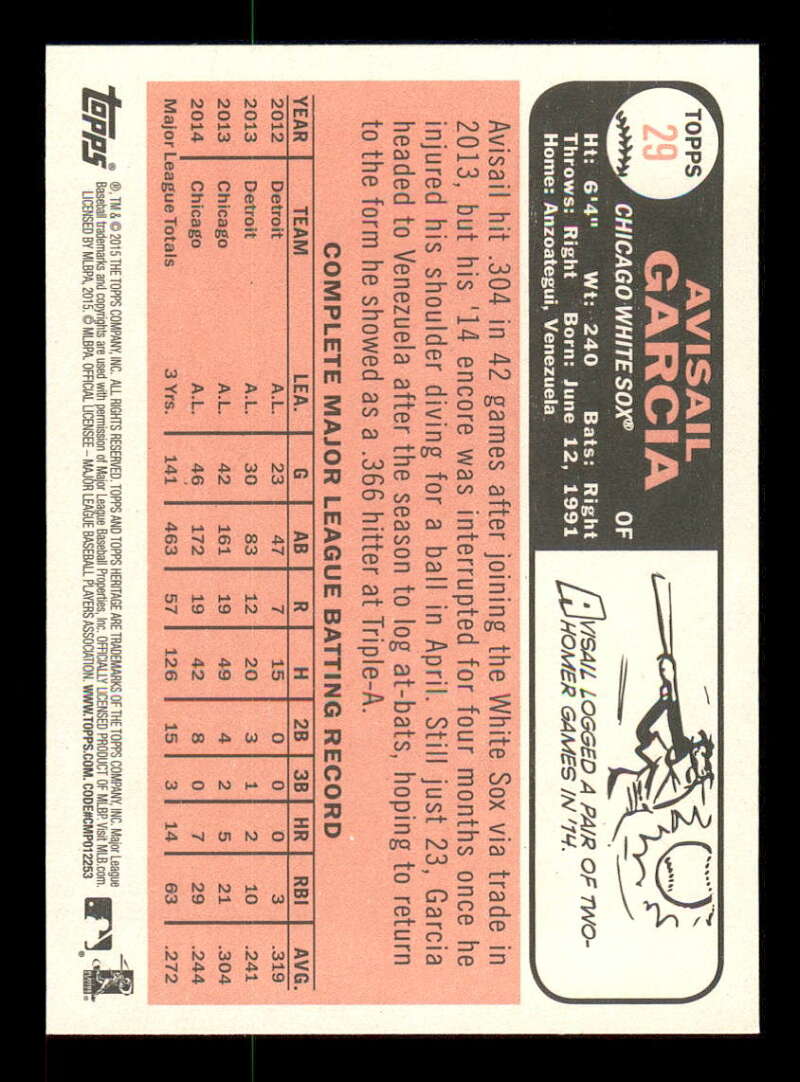 TOPPS
29
AVISAIL
GARCIA
CHICAGO WHITE SOX® OF
Ht: 6'4" Wt: 240 Bats: Right
Throws: Right Born: June 12, 1991
Home: Anzoategui, Venezuela
AVISAIL LOGGED A PAIR OF TWO-
HOMER GAMES IN '14.
Avisail hit .304 in 42 games after joining the White Sox via trade in
2013, but his '14 encore was interrupted for four months once he
injured his shoulder diving for a ball in April. Still just 23, Garcia
headed to Venezuela after the season to log at-bats, hoping to return
to the form he showed as a .366 hitter at Triple-A.
COMPLETE MAJOR LEAGUE BATTING RECORD
YEAR TEAM LEA. G AB R H 2B 3B HR RBI AVG.
2012 Detroit A.L. 23 47 7 15 0 0 0 3 .319
2013 Detroit A.L. 30 83 12 20 3 1 2 10 .241
2013 Chicago A.L. 42 161 19 49 4 2 5 21 .304
2014 Chicago A.L. 46 172 19 42 8 0 7 29 .244
Major League Totals 3 Yrs. 141 463 57 126 15 3 14 63 .272
topps®
®, TM & © 2015 THE TOPPS COMPANY, INC. ALL RIGHTS RESERVED. TOPPS AND TOPPS HERITAGE ARE TRADEMARKS OF THE TOPPS COMPANY, INC. Major League
Baseball trademarks and copyrights are used with permission of Major League Baseball Properties, Inc. OFFICIALLY LICENSED PRODUCT OF MLBP. Visit MLB.com.
LICENSED BY MLBPA, 2015. © MLBPA. OFFICIAL LICENSEE – MAJOR LEAGUE BASEBALL PLAYERS ASSOCIATION. WWW.TOPPS.COM. CODE#CMP012253